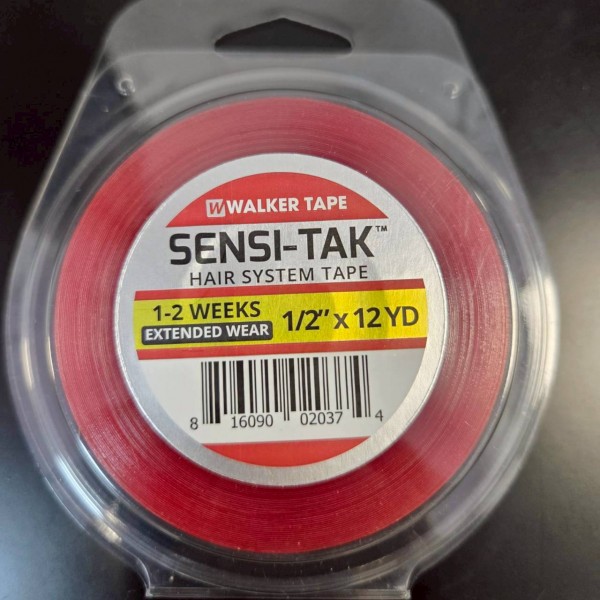 W WALKER TAPE
SENSI-TAK™
HAIR SYSTEM TAPE
1-2 WEEKS
EXTENDED WEAR
1/2" x 12 YD
8 16090 02037 4